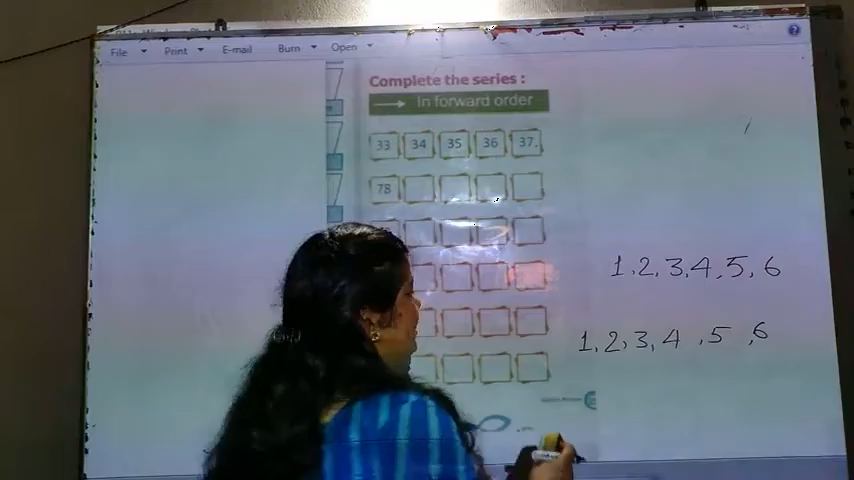 File Print E-mail Burn Open
Complete the series :
In forward order
33 34 35 36 37
78
1,2,3,4,5,6
1,2,3,4,5,6